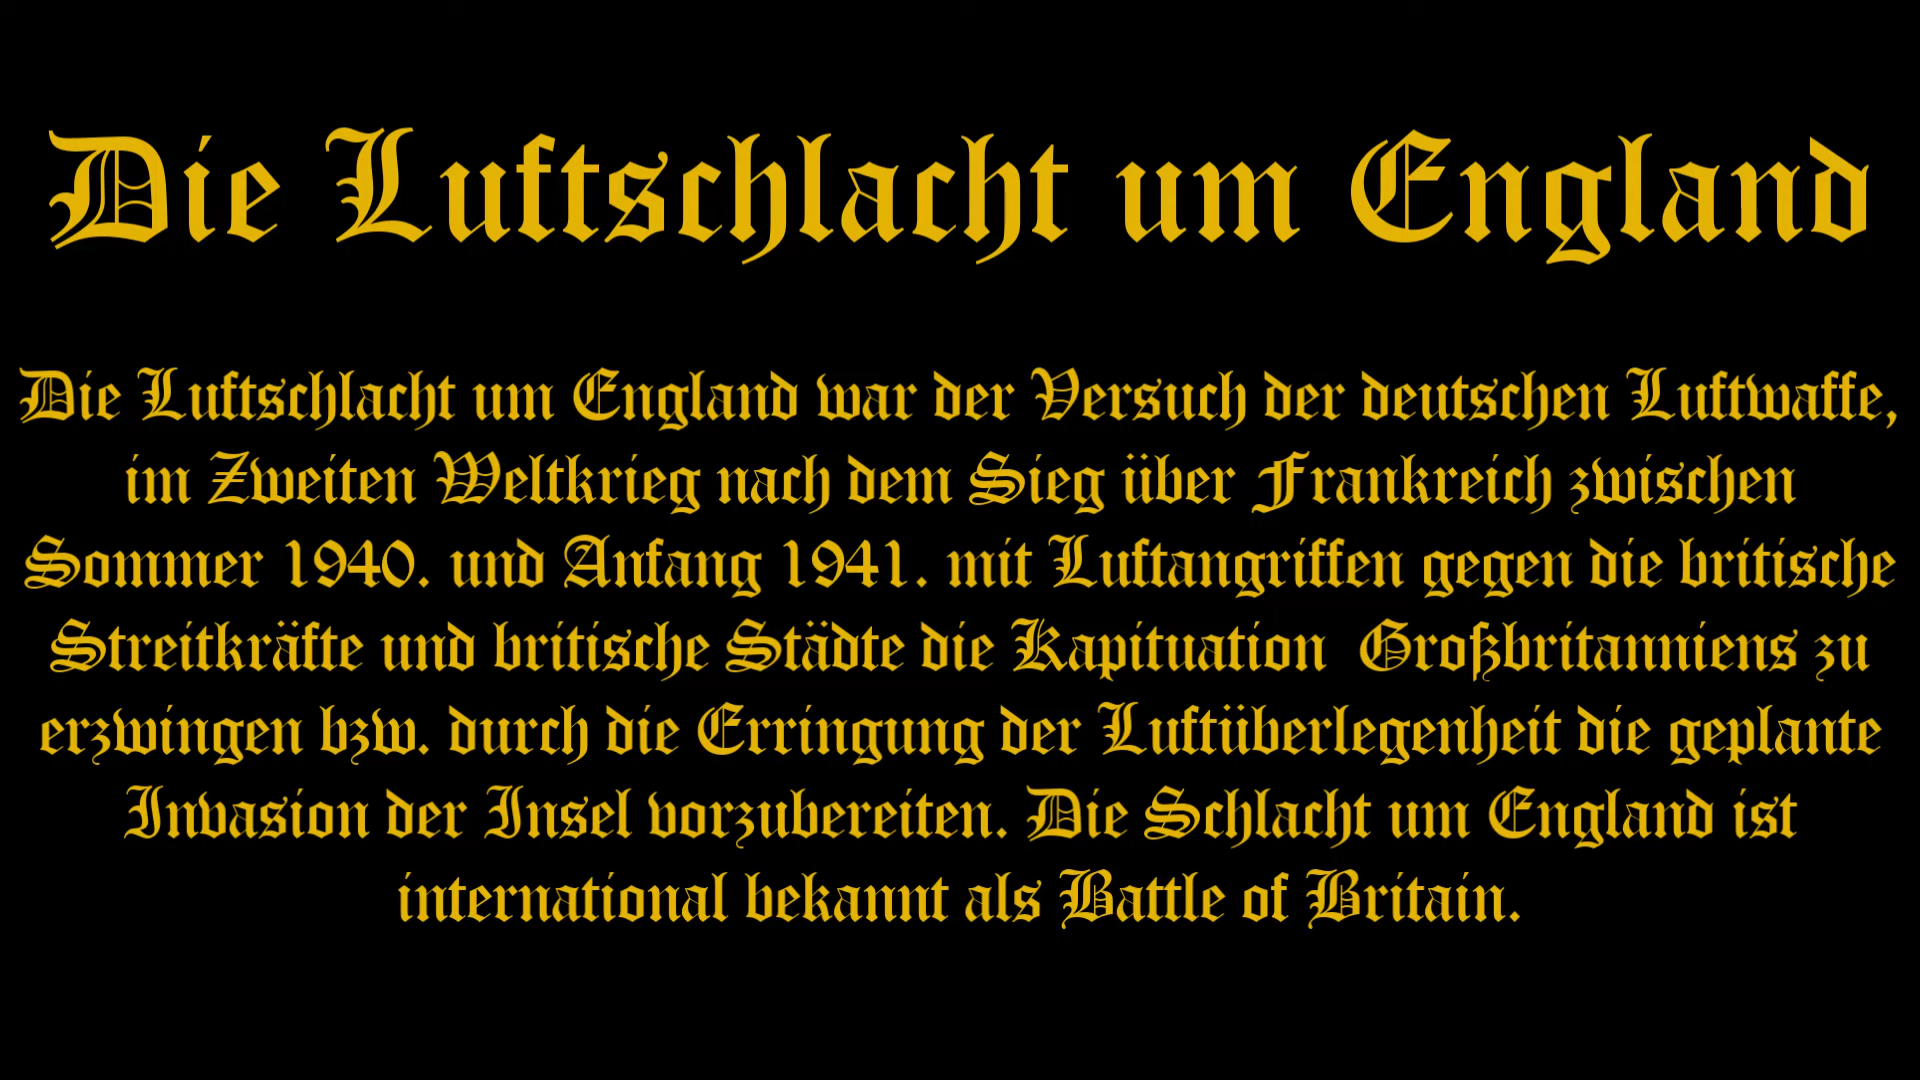 Die Luftschlacht um England
Die Luftschlacht um England war der Versuch der deutschen Luftwaffe,
im Zweiten Weltkrieg nach dem Sieg über Frankreich zwischen
Sommer 1940. und Anfang 1941. mit Luftangriffen gegen die britische
Streitkräfte und britische Städte die Kapituation  Großbritanniens zu
erzwingen bzw. durch die Erringung der Luftüberlegenheit die geplante
Invasion der Insel vorzubereiten. Die Schlacht um England ist
international bekannt als Battle of Britain.